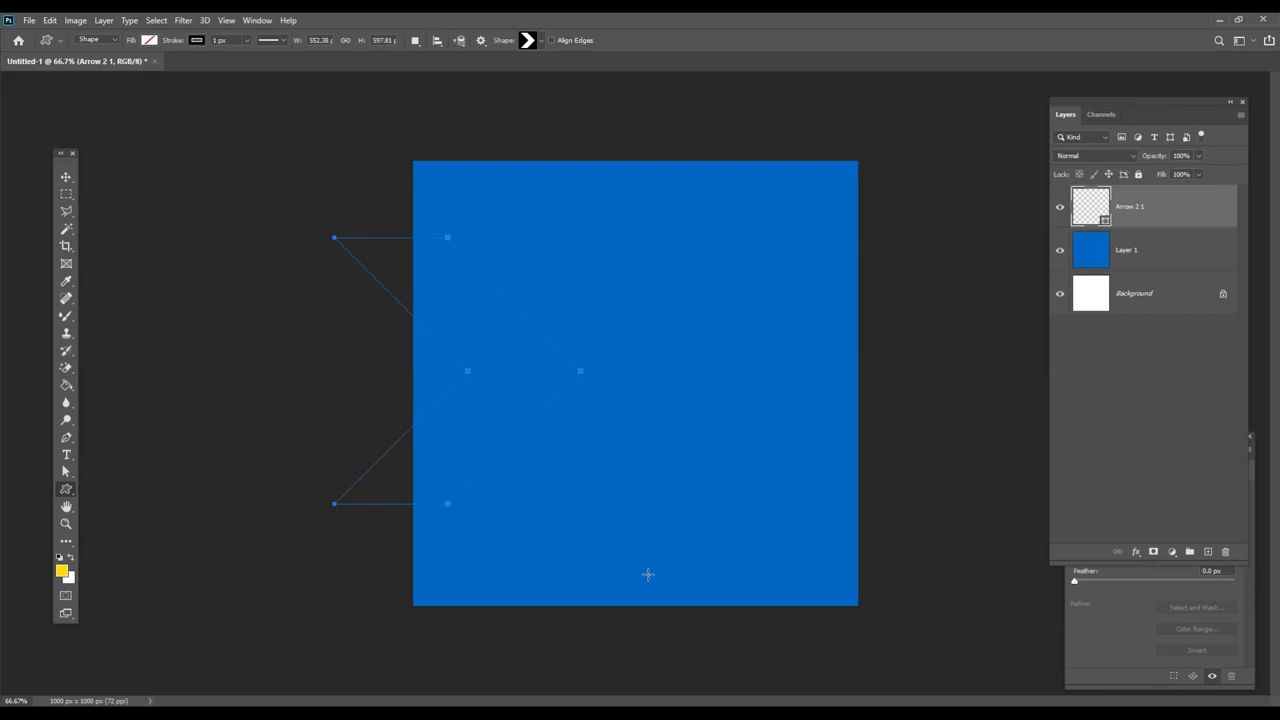 Ps File Edit Image Layer Type Select Filter 3D View Window Help
Shape Fill: Stroke: 1 px W: 552.38 p H: 597.81 p Shape: Align Edges
Untitled-1 @ 66.7% (Arrow 2 1, RGB/8) *
Layers Channels
Kind
Normal Opacity: 100%
Lock: Fill: 100%
Arrow 2 1
Layer 1
Background
fx
Feather: 0.0 px
Refine: Select and Mask...
Color Range...
Invert
66.67% 1000 px x 1000 px (72 ppi)